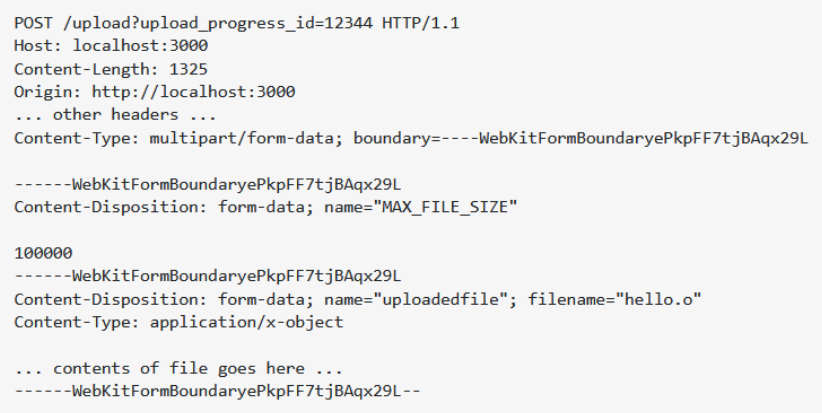 POST /upload?upload_progress_id=12344 HTTP/1.1
Host: localhost:3000
Content-Length: 1325
Origin: http://localhost:3000
... other headers ...
Content-Type: multipart/form-data; boundary=----WebKitFormBoundaryePkpFF7tjBAqx29L
------WebKitFormBoundaryePkpFF7tjBAqx29L
Content-Disposition: form-data; name="MAX_FILE_SIZE"
100000
------WebKitFormBoundaryePkpFF7tjBAqx29L
Content-Disposition: form-data; name="uploadedfile"; filename="hello.o"
Content-Type: application/x-object
... contents of file goes here ...
------WebKitFormBoundaryePkpFF7tjBAqx29L--